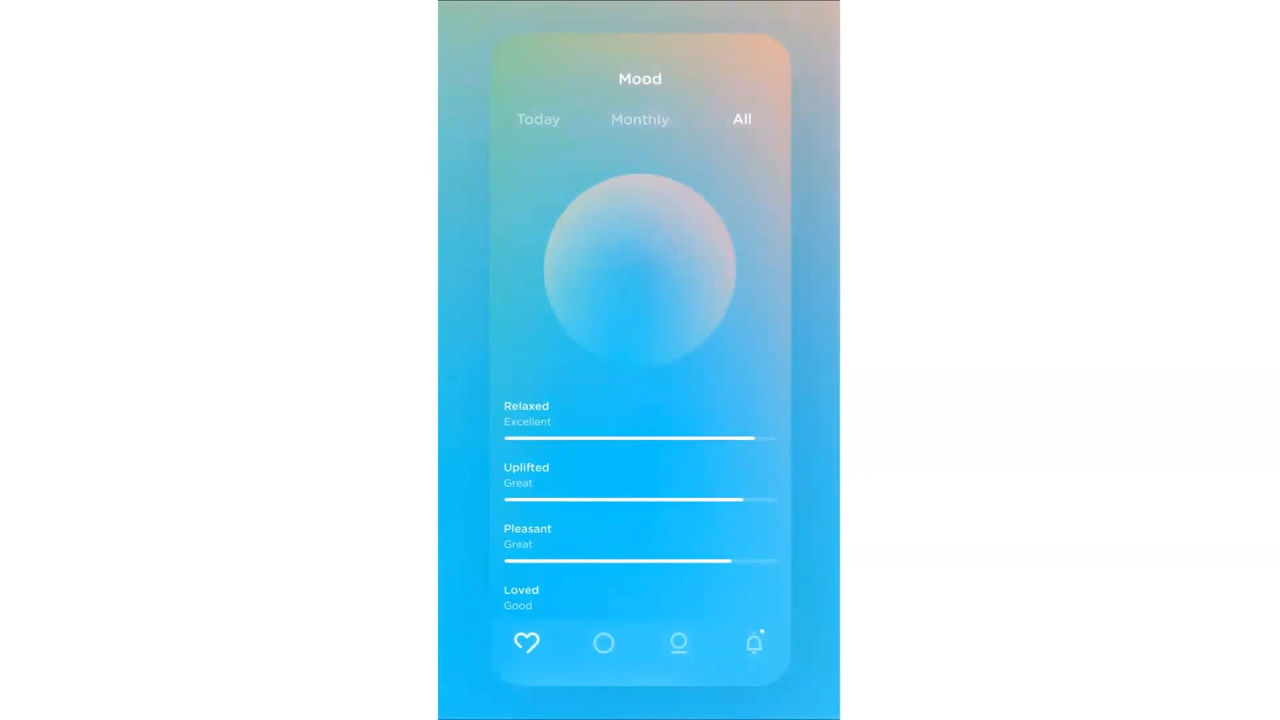 Mood
Today Monthly All
Relaxed
Excellent
Uplifted
Great
Pleasant
Great
Loved
Good